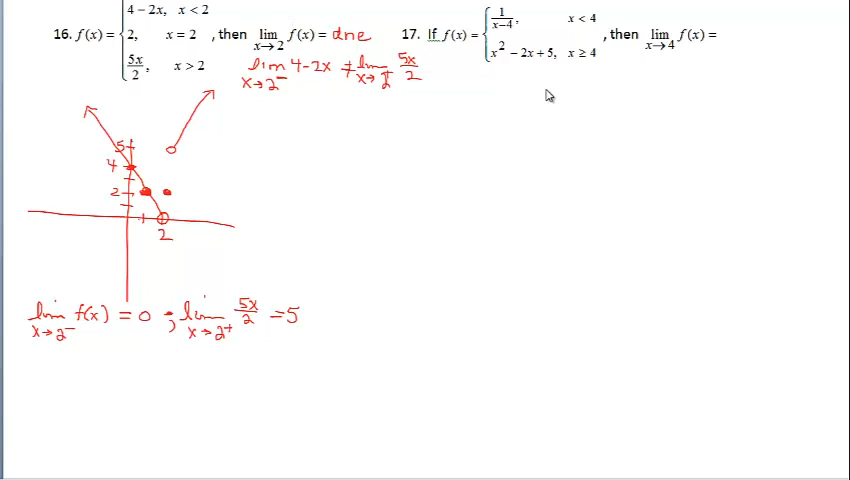 16. f(x) = { 4 − 2x, x < 2
2, x = 2 , then lim x→2 f(x) = dne
5x/2, x > 2
lim x→2⁻ 4-2x ≠ lim x→2⁺ 5x/2
5
4
2
1
2
lim x→2⁻ f(x) = 0 ; lim x→2⁺ 5x/2 = 5
17. If f(x) = { 1/(x−4), x < 4
x² − 2x + 5, x ≥ 4 , then lim x→4 f(x) =